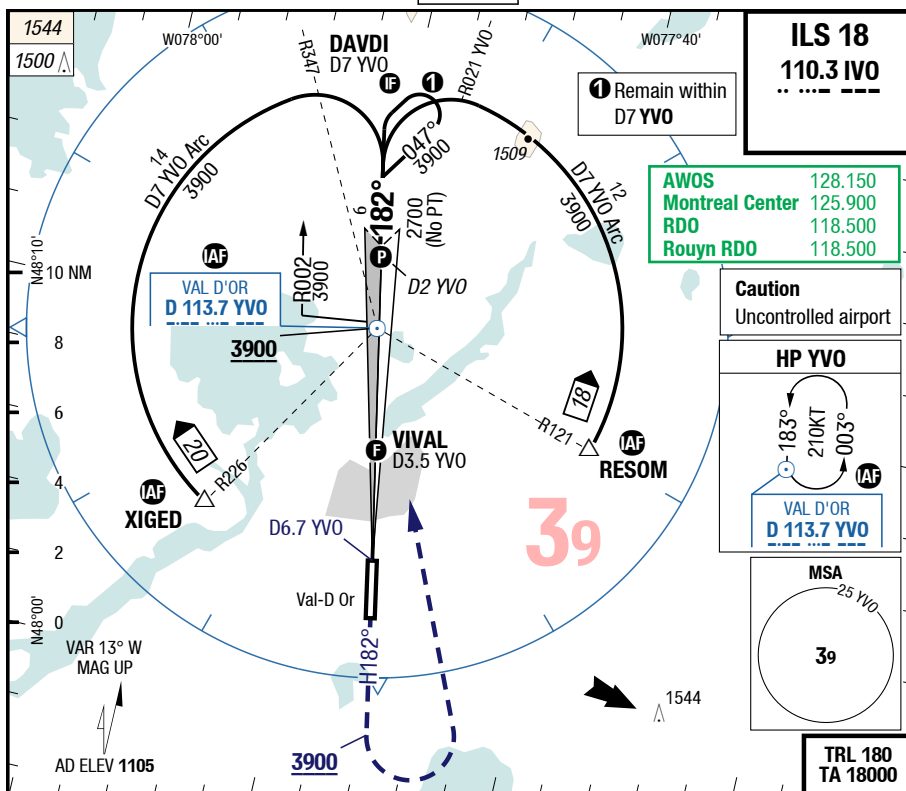 1544
1500
W078°00'
W077°40'
DAVDI
D7 YVO
R347
R021 YVO
IF
1
ILS 18
110.3 IVO
1 Remain within
D7 YVO
AWOS 128.150
Montreal Center 125.900
RDO 118.500
Rouyn RDO 118.500
14
D7 YVO Arc
3900
047°
3900
1509
12
D7 YVO Arc
3900
6
182°
2700
(No PT)
P
D2 YVO
R002
3900
IAF
VAL D'OR
D 113.7 YVO
3900
N48°10'
10 NM
8
6
4
2
0
N48°00'
Caution
Uncontrolled airport
HP YVO
183°
210KT
003°
IAF
VAL D'OR
D 113.7 YVO
18
R121
IAF
RESOM
20
R226
IAF
XIGED
F
VIVAL
D3.5 YVO
39
D6.7 YVO
Val-D Or
H182°
3900
MSA
25 YVO
39
VAR 13° W
MAG UP
AD ELEV 1105
1544
TRL 180
TA 18000